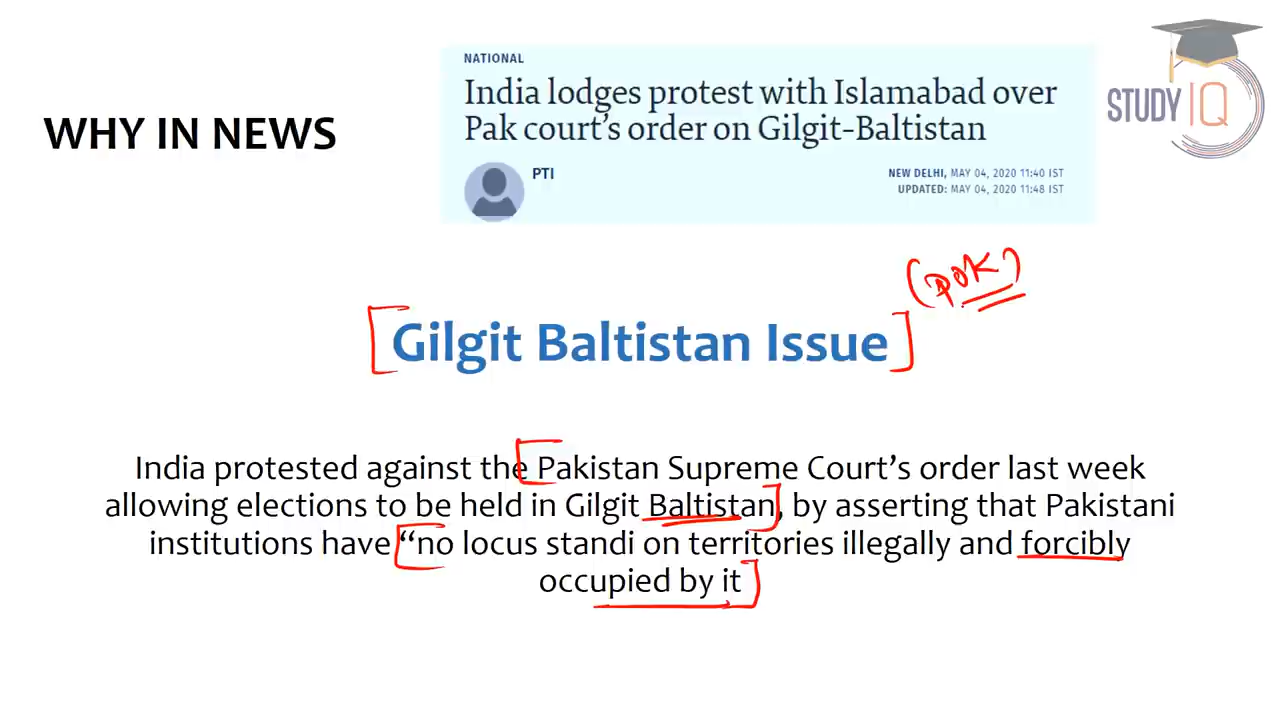 NATIONAL
India lodges protest with Islamabad over
Pak court's order on Gilgit-Baltistan
PTI
NEW DELHI, MAY 04, 2020 11:40 IST
UPDATED: MAY 04, 2020 11:48 IST
STUDY IQ
WHY IN NEWS
(POK)
Gilgit Baltistan Issue
India protested against the Pakistan Supreme Court's order last week
allowing elections to be held in Gilgit Baltistan, by asserting that Pakistani
institutions have “no locus standi on territories illegally and forcibly
occupied by it